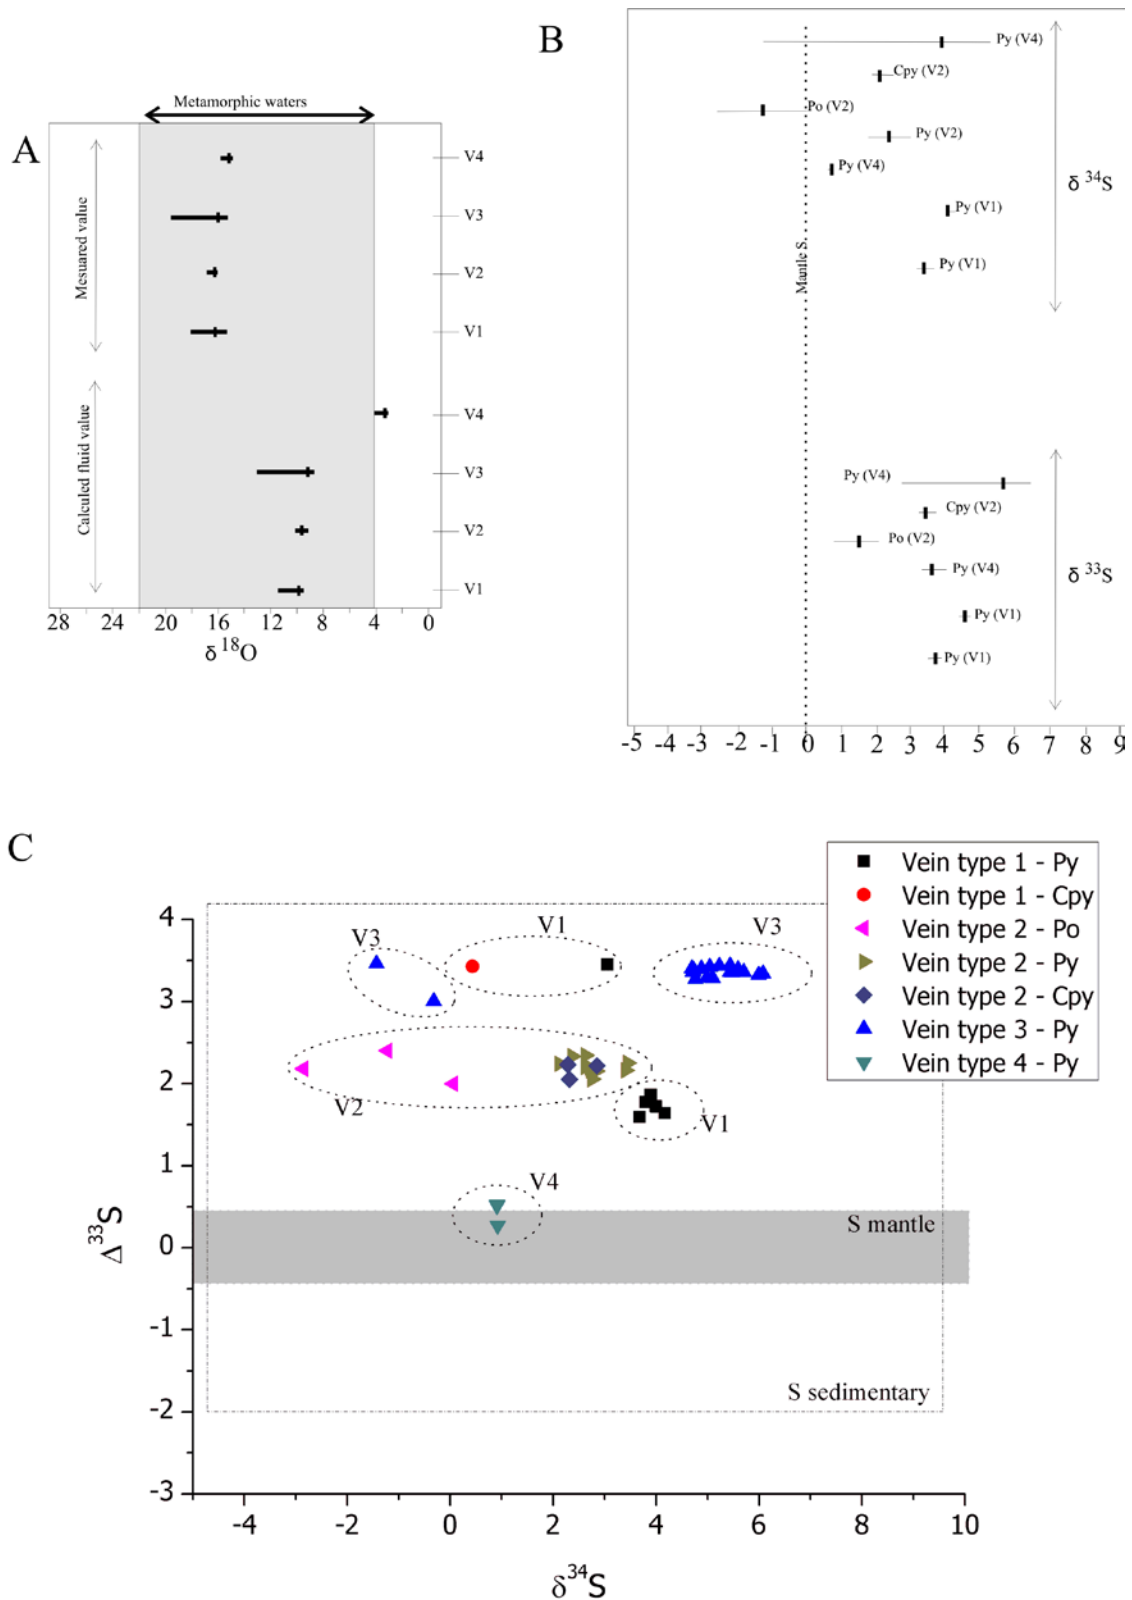 A
Metamorphic waters
Mesuared value
Calculed fluid value
V4
V3
V2
V1
V4
V3
V2
V1
28 24 20 16 12 8 4 0
δ 18O
B
Py (V4)
Cpy (V2)
Po (V2)
Py (V2)
Py (V4)
Py (V1)
Py (V1)
δ 34S
Mantle S.
Py (V4)
Cpy (V2)
Po (V2)
Py (V4)
Py (V1)
Py (V1)
δ 33S
-5 -4 -3 -2 -1 0 1 2 3 4 5 6 7 8 9
C
Vein type 1 - Py
Vein type 1 - Cpy
Vein type 2 - Po
Vein type 2 - Py
Vein type 2 - Cpy
Vein type 3 - Py
Vein type 4 - Py
V3
V1
V3
V2
V1
V4
S mantle
S sedimentary
4
3
2
1
0
-1
-2
-3
Δ33S
-4 -2 0 2 4 6 8 10
δ34S